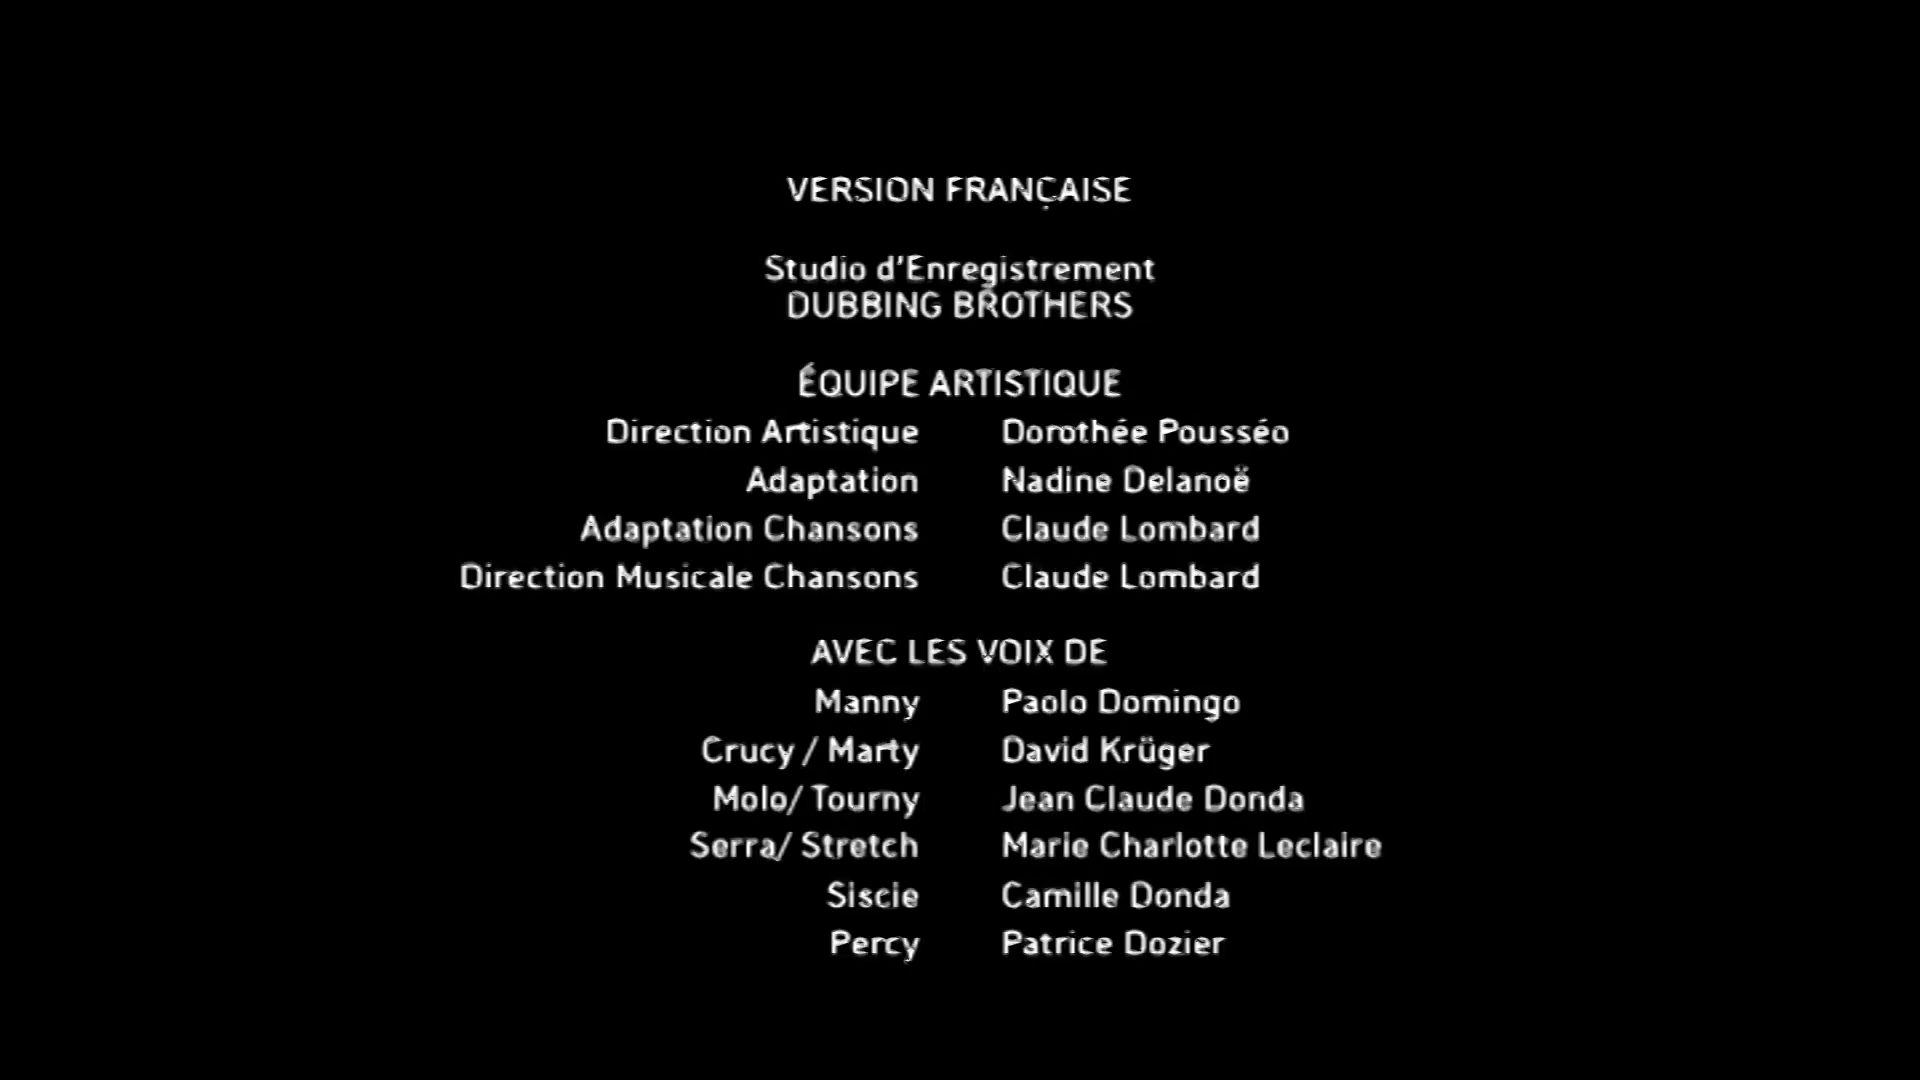 VERSION FRANÇAISE
Studio d'Enregistrement
DUBBING BROTHERS
ÉQUIPE ARTISTIQUE
Direction Artistique Dorothée Pousséo
Adaptation Nadine Delanoë
Adaptation Chansons Claude Lombard
Direction Musicale Chansons Claude Lombard
AVEC LES VOIX DE
Manny Paolo Domingo
Crucy / Marty David Krüger
Molo/ Tourny Jean Claude Donda
Serra/ Stretch Marie Charlotte Leclaire
Siscie Camille Donda
Percy Patrice Dozier